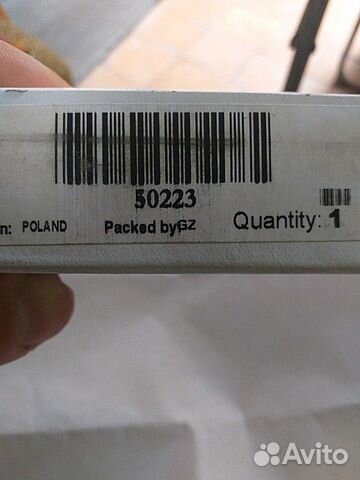 50223
n: POLAND Packed by:GZ Quantity: 1
Avito